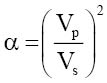 α = (Vp/Vs)²